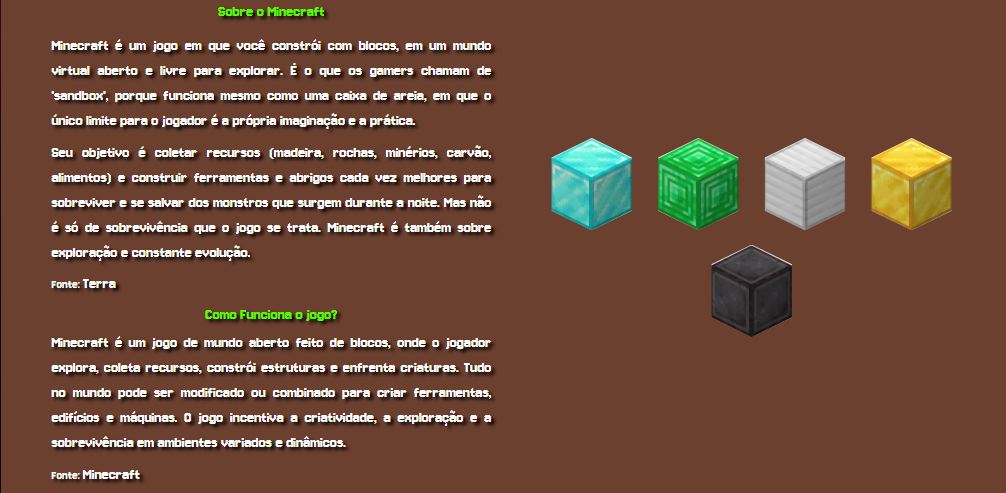 Sobre o Minecraft
Minecraft é um jogo em que você constrói com blocos, em um mundo
virtual aberto e livre para explorar. É o que os gamers chamam de
"sandbox", porque funciona mesmo como uma caixa de areia, em que o
único limite para o jogador é a própria imaginação e a prática.
Seu objetivo é coletar recursos (madeira, rochas, minérios, carvão,
alimentos) e construir ferramentas e abrigos cada vez melhores para
sobreviver e se salvar dos monstros que surgem durante a noite. Mas não
é só de sobrevivência que o jogo se trata. Minecraft é também sobre
exploração e constante evolução.
Fonte: Terra
Como Funciona o jogo?
Minecraft é um jogo de mundo aberto feito de blocos, onde o jogador
explora, coleta recursos, constrói estruturas e enfrenta criaturas. Tudo
no mundo pode ser modificado ou combinado para criar ferramentas,
edifícios e máquinas. O jogo incentiva a criatividade, a exploração e a
sobrevivência em ambientes variados e dinâmicos.
Fonte: Minecraft